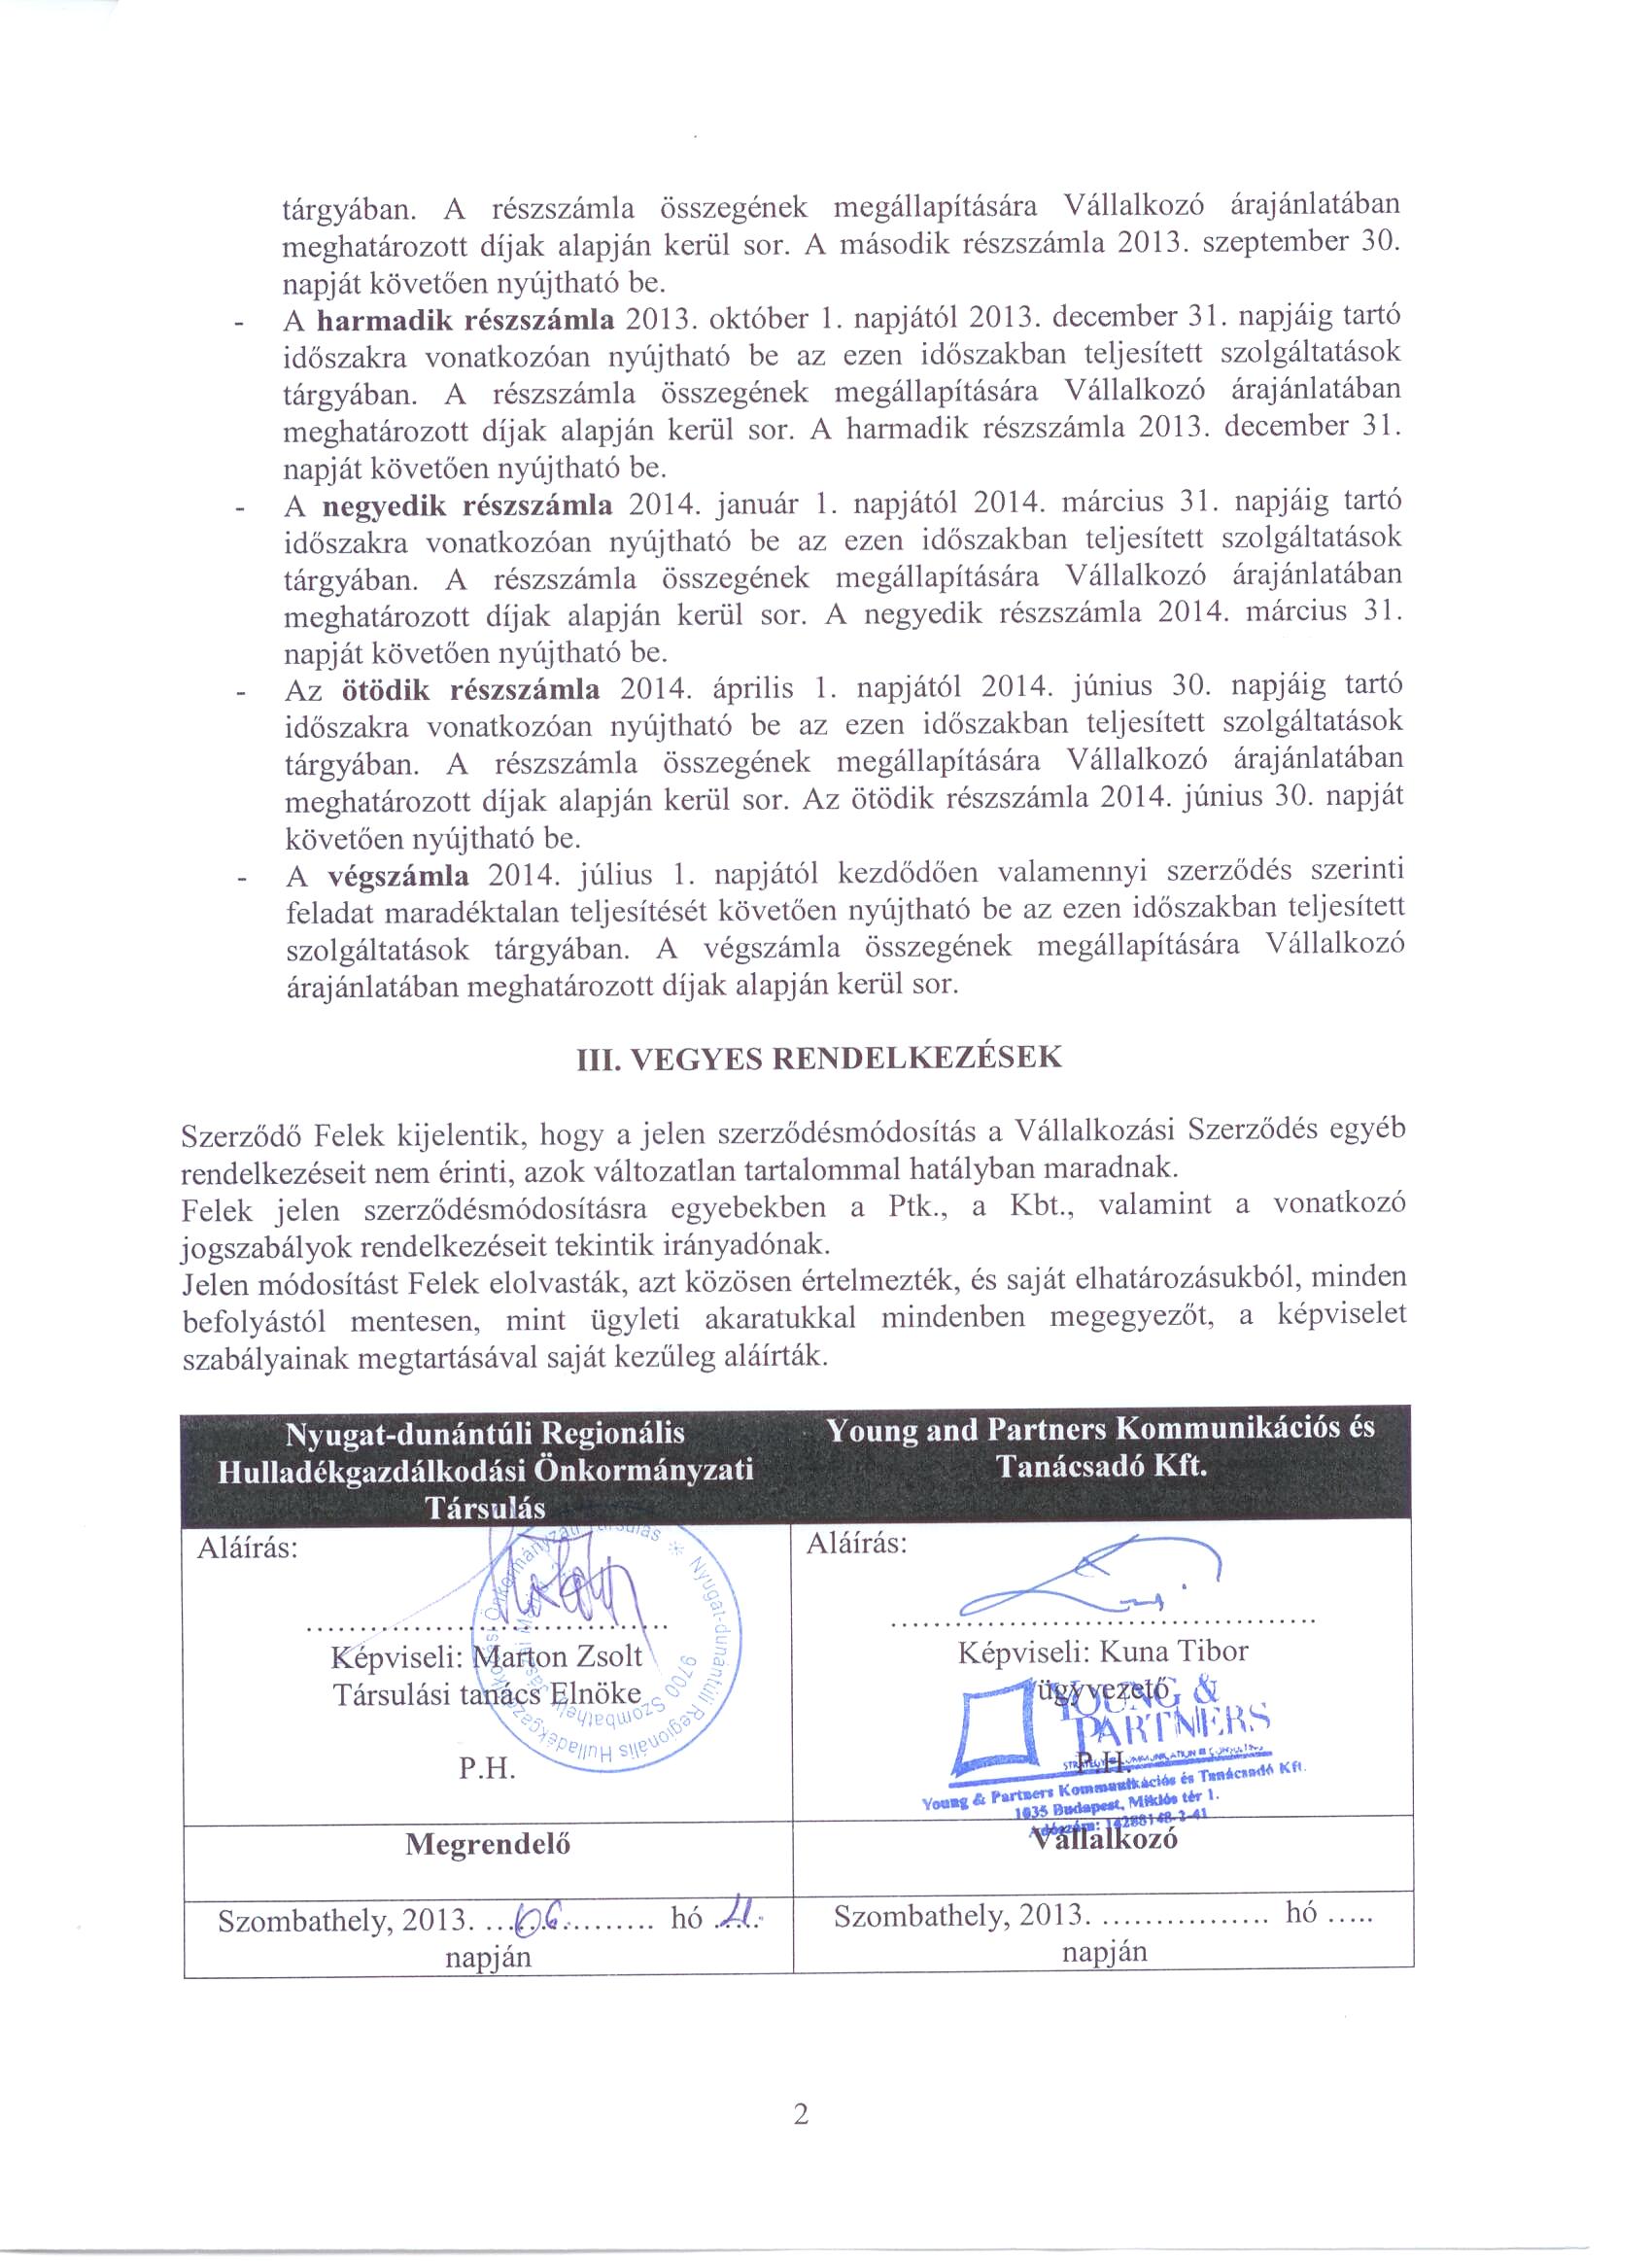 tárgyában. A részszámla összegének megállapítására Vállalkozó árajánlatában
meghatározott díjak alapján kerül sor. A második részszámla 2013. szeptember 30.
napját követően nyújtható be.
- A harmadik részszámla 2013. október 1. napjától 2013. december 31. napjáig tartó
időszakra vonatkozóan nyújtható be az ezen időszakban teljesített szolgáltatások
tárgyában. A részszámla összegének megállapítására Vállalkozó árajánlatában
meghatározott díjak alapján kerül sor. A harmadik részszámla 2013. december 31.
napját követően nyújtható be.
- A negyedik részszámla 2014. január 1. napjától 2014. március 31. napjáig tartó
időszakra vonatkozóan nyújtható be az ezen időszakban teljesített szolgáltatások
tárgyában. A részszámla összegének megállapítására Vállalkozó árajánlatában
meghatározott díjak alapján kerül sor. A negyedik részszámla 2014. március 31.
napját követően nyújtható be.
- Az ötödik részszámla 2014. április 1. napjától 2014. június 30. napjáig tartó
időszakra vonatkozóan nyújtható be az ezen időszakban teljesített szolgáltatások
tárgyában. A részszámla összegének megállapítására Vállalkozó árajánlatában
meghatározott díjak alapján kerül sor. Az ötödik részszámla 2014. június 30. napját
követően nyújtható be.
- A végszámla 2014. július 1. napjától kezdődően valamennyi szerződés szerinti
feladat maradéktalan teljesítését követően nyújtható be az ezen időszakban teljesített
szolgáltatások tárgyában. A végszámla összegének megállapítására Vállalkozó
árajánlatában meghatározott díjak alapján kerül sor.
III. VEGYES RENDELKEZÉSEK
Szerződő Felek kijelentik, hogy a jelen szerződésmódosítás a Vállalkozási Szerződés egyéb
rendelkezéseit nem érinti, azok változatlan tartalommal hatályban maradnak.
Felek jelen szerződésmódosításra egyebekben a Ptk., a Kbt., valamint a vonatkozó
jogszabályok rendelkezéseit tekintik irányadónak.
Jelen módosítást Felek elolvasták, azt közösen értelmezték, és saját elhatározásukból, minden
befolyástól mentesen, mint ügyleti akaratukkal mindenben megegyezőt, a képviselet
szabályainak megtartásával saját kezűleg aláírták.
Nyugat-dunántúli Regionális
Hulladékgazdálkodási Önkormányzati
Társulás
Aláírás:
Képviseli: Marton Zsolt
Társulási tanács Elnöke
P.H.
Nyugat-dunántúli Regionális Hulladékgazdálkodási Önkormányzati Társulás
9700 Szombathely
Megrendelő
Szombathely, 2013. ...06.......... hó .11.
napján
Young and Partners Kommunikációs és
Tanácsadó Kft.
Aláírás:
Képviseli: Kuna Tibor
ügyvezető
P.H.
YOUNG &
PARTNERS
Young & Partners Kommunikációs és Tanácsadó Kft.
1035 Budapest, Miklós tér 1.
Adószám: 14288148-2-41
Vállalkozó
Szombathely, 2013. ................ hó .....
napján
2